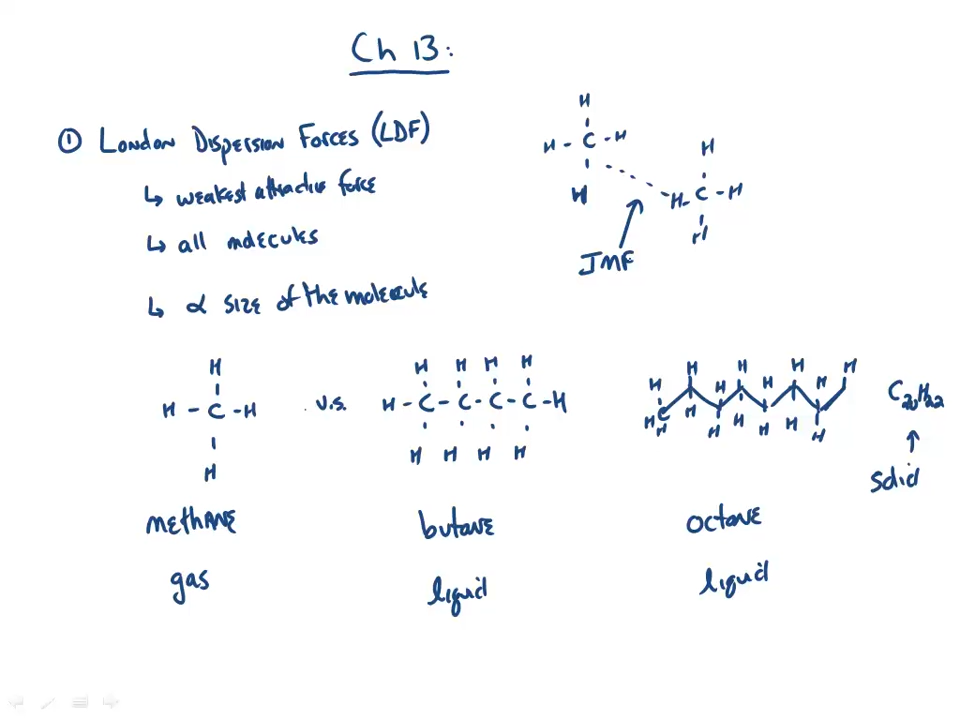 Ch 13:
① London Dispersion Forces (LDF)
↳ weakest attractive force
↳ all molecules
↳ α size of the molecule
H
H - C - H
H
H
H - C - H
H
IMF
H
H - C - H
H
methane
gas
v.s.
H H H H
H - C - C - C - C - H
H H H H
butane
liquid
H H H H H H H H
H C H H H H H H H H
octane
liquid
C20H22
↑
solid